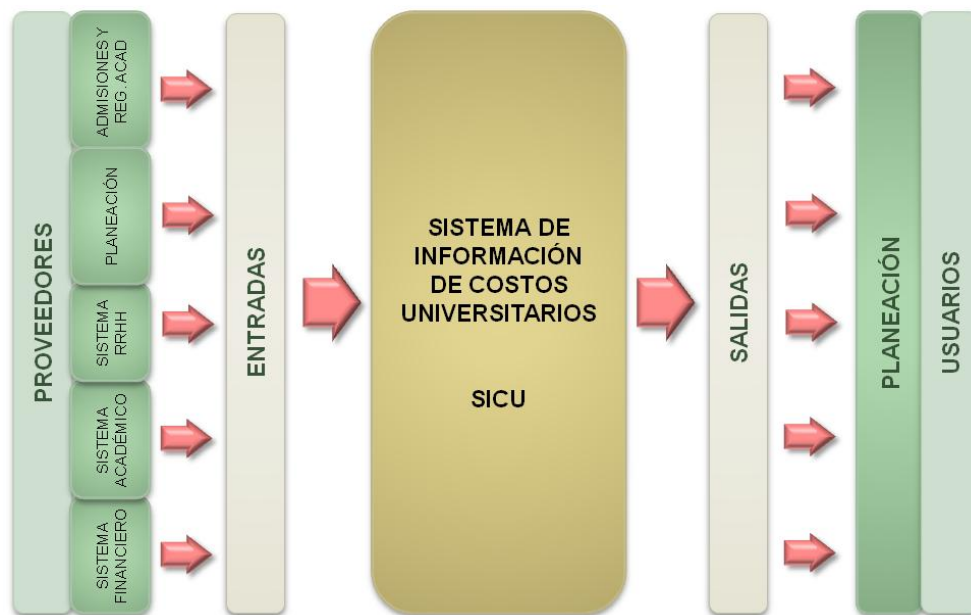 PROVEEDORES
ADMISIONES Y
REG. ACAD
PLANEACIÓN
SISTEMA
RRHH
SISTEMA
ACADÉMICO
SISTEMA
FINANCIERO
ENTRADAS
SISTEMA DE
INFORMACIÓN
DE COSTOS
UNIVERSITARIOS
SICU
SALIDAS
PLANEACIÓN
USUARIOS